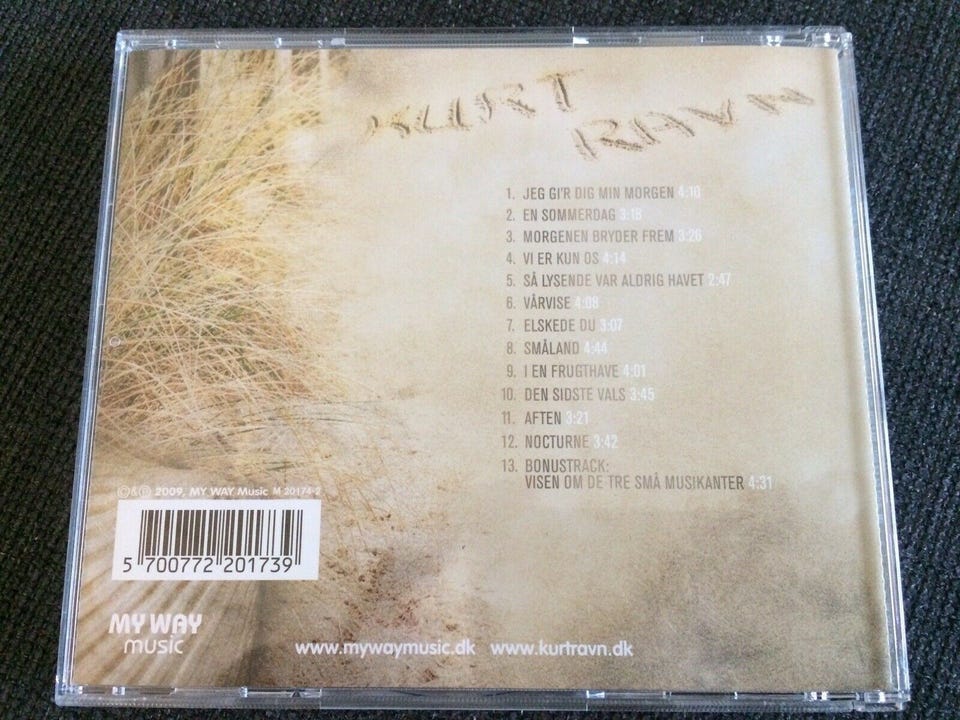 KURT
RAVN
1. JEG GI'R DIG MIN MORGEN 4:10
2. EN SOMMERDAG 3:18
3. MORGENEN BRYDER FREM 3:26
4. VI ER KUN OS 4:14
5. SÅ LYSENDE VAR ALDRIG HAVET 2:47
6. VÅRVISE 4:08
7. ELSKEDE DU 3:07
8. SMÅLAND 4:44
9. I EN FRUGTHAVE 4:01
10. DEN SIDSTE VALS 3:45
11. AFTEN 3:21
12. NOCTURNE 3:42
13. BONUSTRACK:
VISEN OM DE TRE SMÅ MUSIKANTER 4:31
©&℗ 2009, MY WAY Music M 20174-2
5 700772 201739
MY WAY
music
www.mywaymusic.dk www.kurtravn.dk